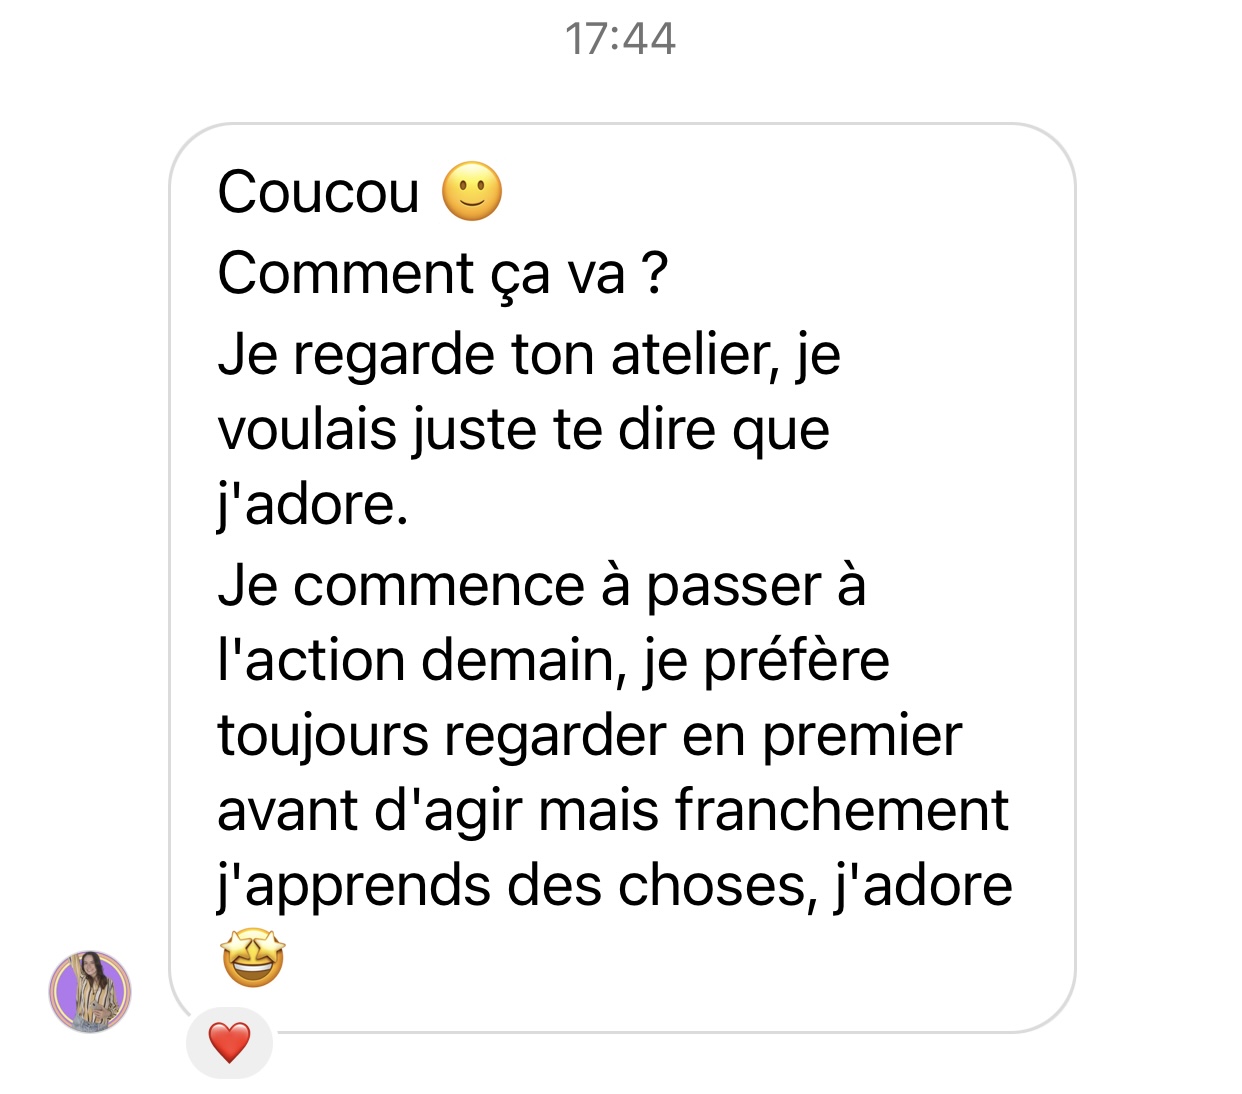 17:44
Coucou 🙂
Comment ça va ?
Je regarde ton atelier, je
voulais juste te dire que
j'adore.
Je commence à passer à
l'action demain, je préfère
toujours regarder en premier
avant d'agir mais franchement
j'apprends des choses, j'adore
🤩
❤️